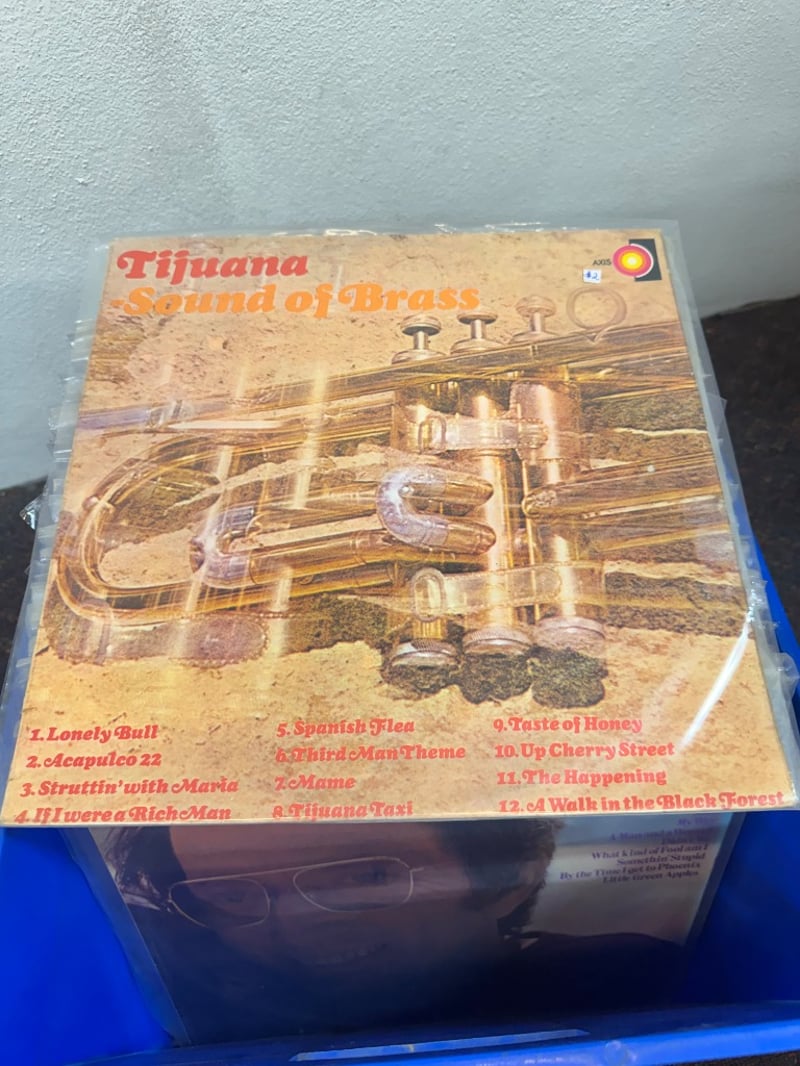 Tijuana
Sound of Brass
AXIS
$2
1. Lonely Bull
2. Acapulco 22
3. Struttin' with Maria
4. If I were a Rich Man
5. Spanish Flea
6. Third Man Theme
7. Mame
8. Tijuana Taxi
9. Taste of Honey
10. Up Cherry Street
11. The Happening
12. A Walk in the Black Forest
What kind of Fool am I
Somethin' Stupid
By the Time I get to Phoenix
Little Green Apples